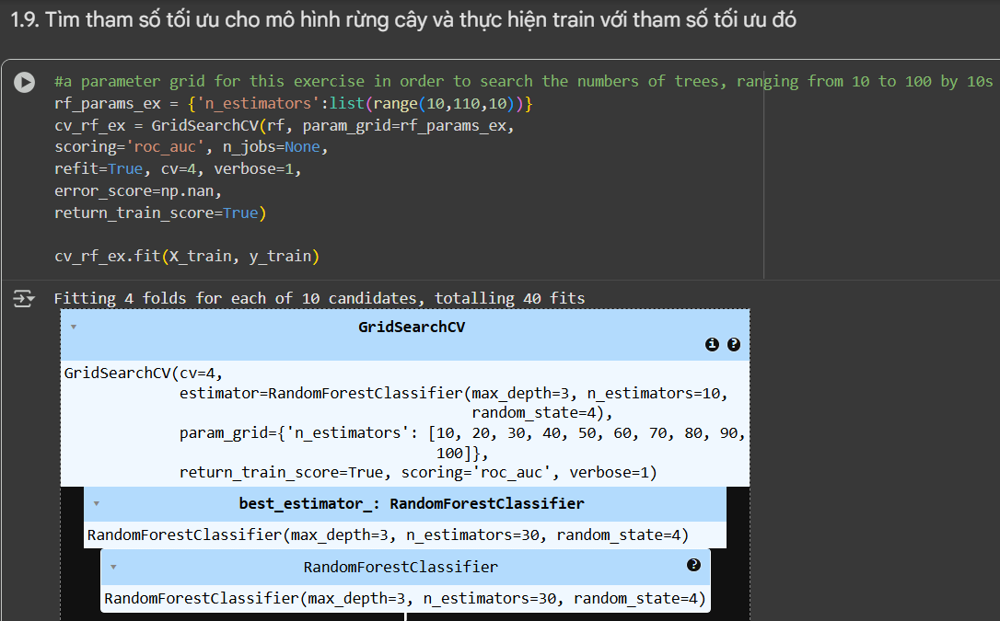 1.9. Tìm tham số tối ưu cho mô hình rừng cây và thực hiện train với tham số tối ưu đó
#a parameter grid for this exercise in order to search the numbers of trees, ranging from 10 to 100 by 10s
rf_params_ex = {'n_estimators':list(range(10,110,10))}
cv_rf_ex = GridSearchCV(rf, param_grid=rf_params_ex,
scoring='roc_auc', n_jobs=None,
refit=True, cv=4, verbose=1,
error_score=np.nan,
return_train_score=True)
cv_rf_ex.fit(X_train, y_train)
Fitting 4 folds for each of 10 candidates, totalling 40 fits
GridSearchCV
i ?
GridSearchCV(cv=4,
estimator=RandomForestClassifier(max_depth=3, n_estimators=10,
random_state=4),
param_grid={'n_estimators': [10, 20, 30, 40, 50, 60, 70, 80, 90,
100]},
return_train_score=True, scoring='roc_auc', verbose=1)
best_estimator_: RandomForestClassifier
RandomForestClassifier(max_depth=3, n_estimators=30, random_state=4)
RandomForestClassifier ?
RandomForestClassifier(max_depth=3, n_estimators=30, random_state=4)